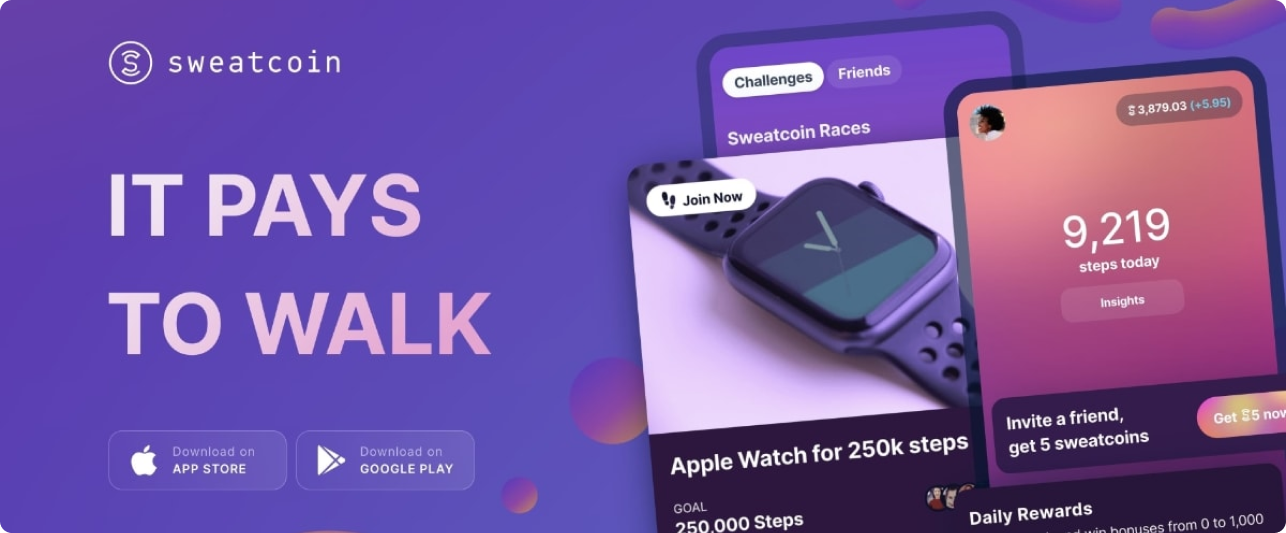 sweatcoin
IT PAYS
TO WALK
Download on
APP STORE
Download on
GOOGLE PLAY
Challenges
Friends
Sweatcoin Races
Join Now
Apple Watch for 250k steps
GOAL
250,000 Steps
3,879.03 (+5.95)
9,219
steps today
Insights
Invite a friend,
get 5 sweatcoins
Get 5 now
Daily Rewards
win bonuses from 0 to 1,000